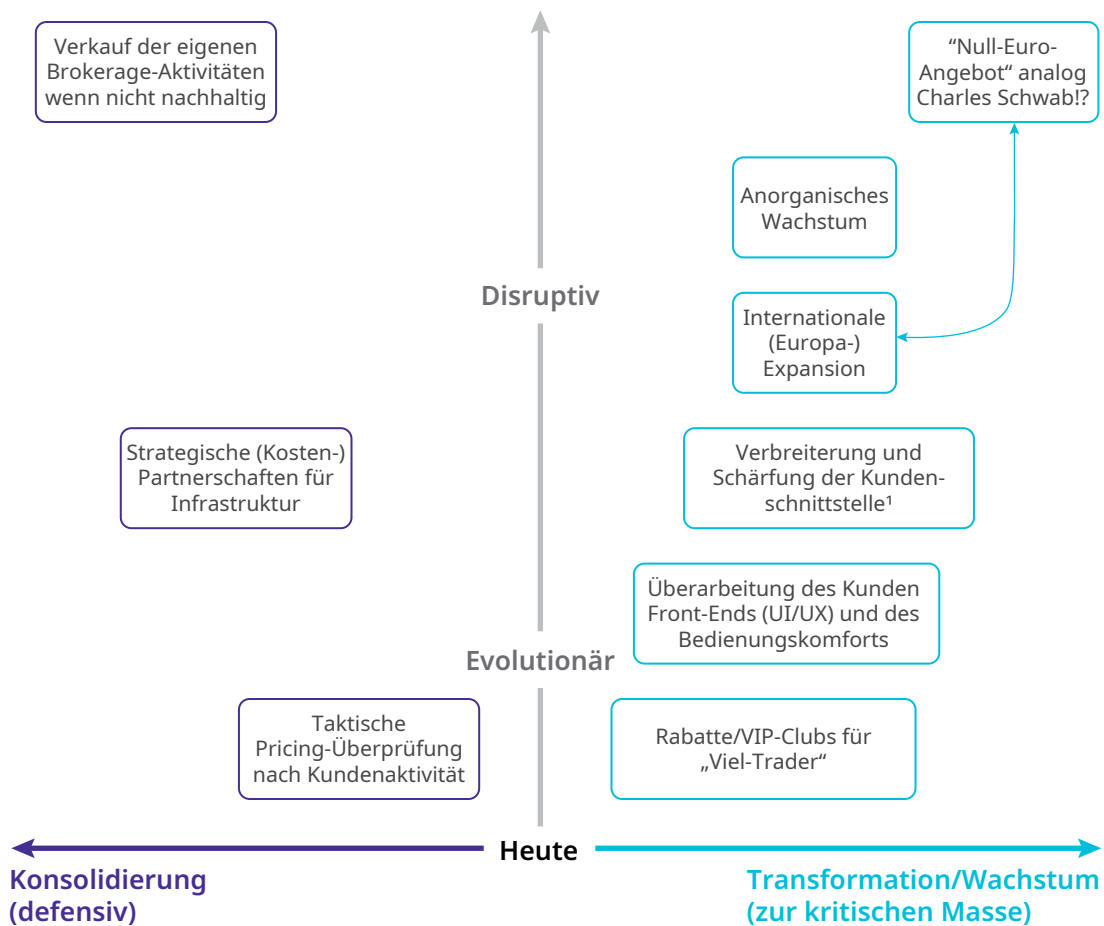 Verkauf der eigenen
Brokerage-Aktivitäten
wenn nicht nachhaltig
“Null-Euro-
Angebot“ analog
Charles Schwab!?
Anorganisches
Wachstum
Disruptiv
Internationale
(Europa-)
Expansion
Strategische (Kosten-)
Partnerschaften für
Infrastruktur
Verbreiterung und
Schärfung der Kunden-
schnittstelle¹
Überarbeitung des Kunden
Front-Ends (UI/UX) und des
Bedienungskomforts
Evolutionär
Taktische
Pricing-Überprüfung
nach Kundenaktivität
Rabatte/VIP-Clubs für
„Viel-Trader“
Heute
Konsolidierung
(defensiv)
Transformation/Wachstum
(zur kritischen Masse)